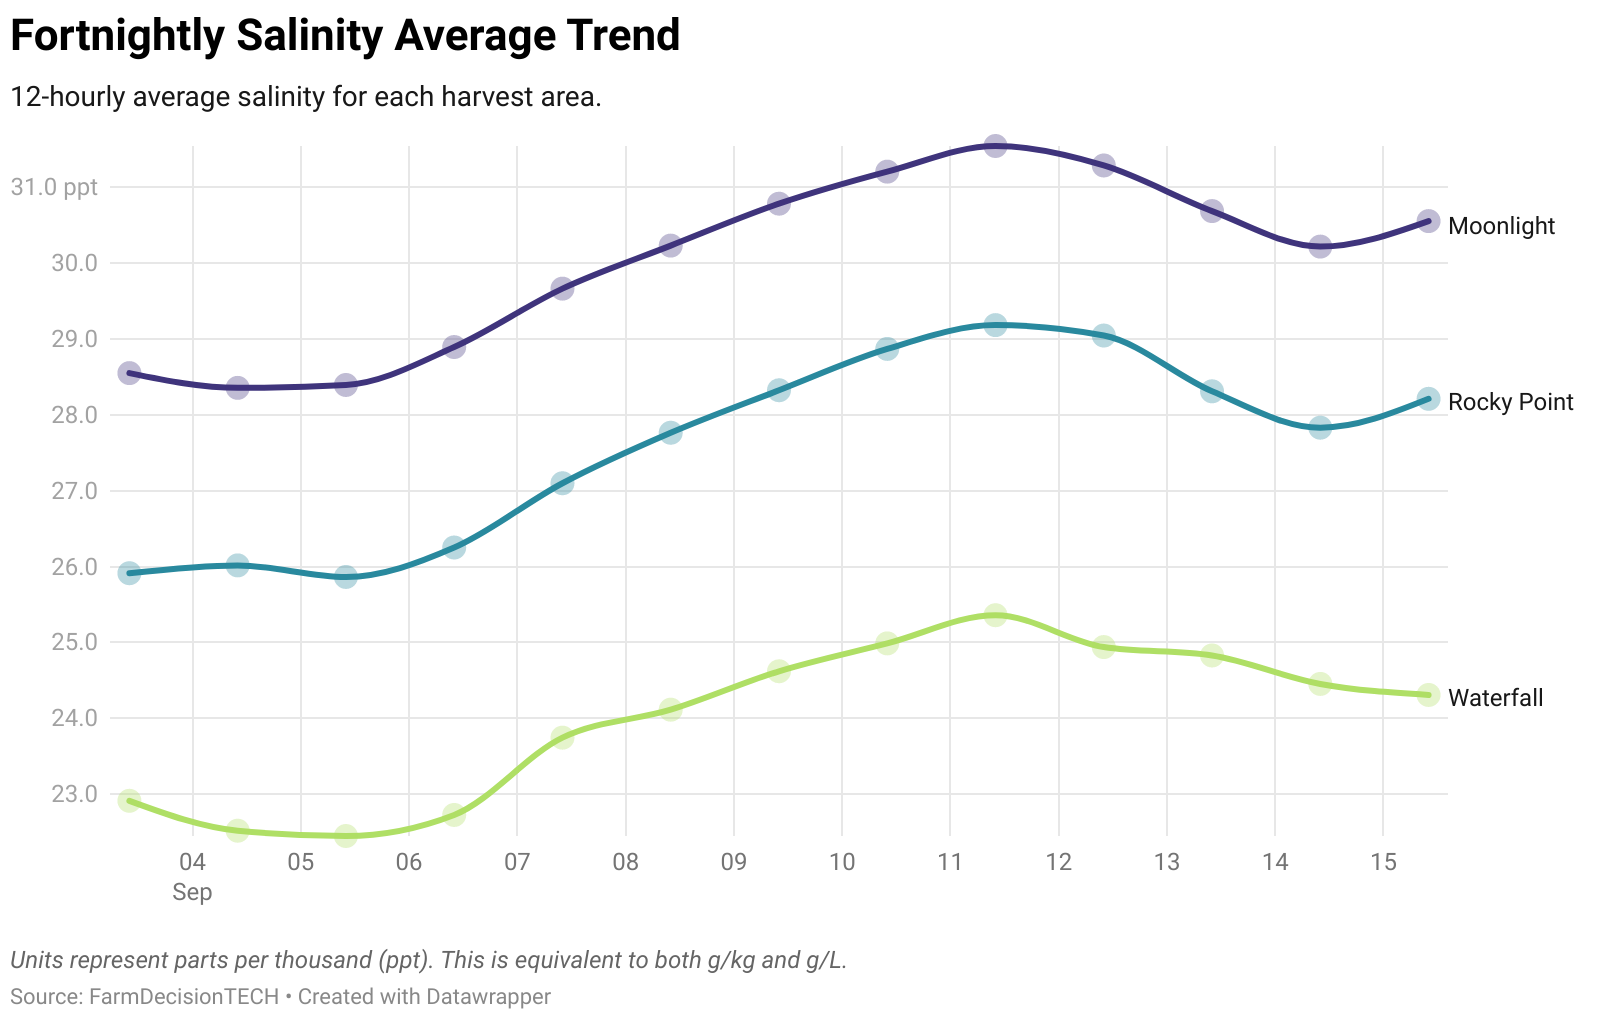 Fortnightly Salinity Average Trend
12-hourly average salinity for each harvest area.
31.0 ppt
30.0
29.0
28.0
27.0
26.0
25.0
24.0
23.0
Moonlight
Rocky Point
Waterfall
04 05 06 07 08 09 10 11 12 13 14 15
Sep
Units represent parts per thousand (ppt). This is equivalent to both g/kg and g/L.
Source: FarmDecisionTECH • Created with Datawrapper